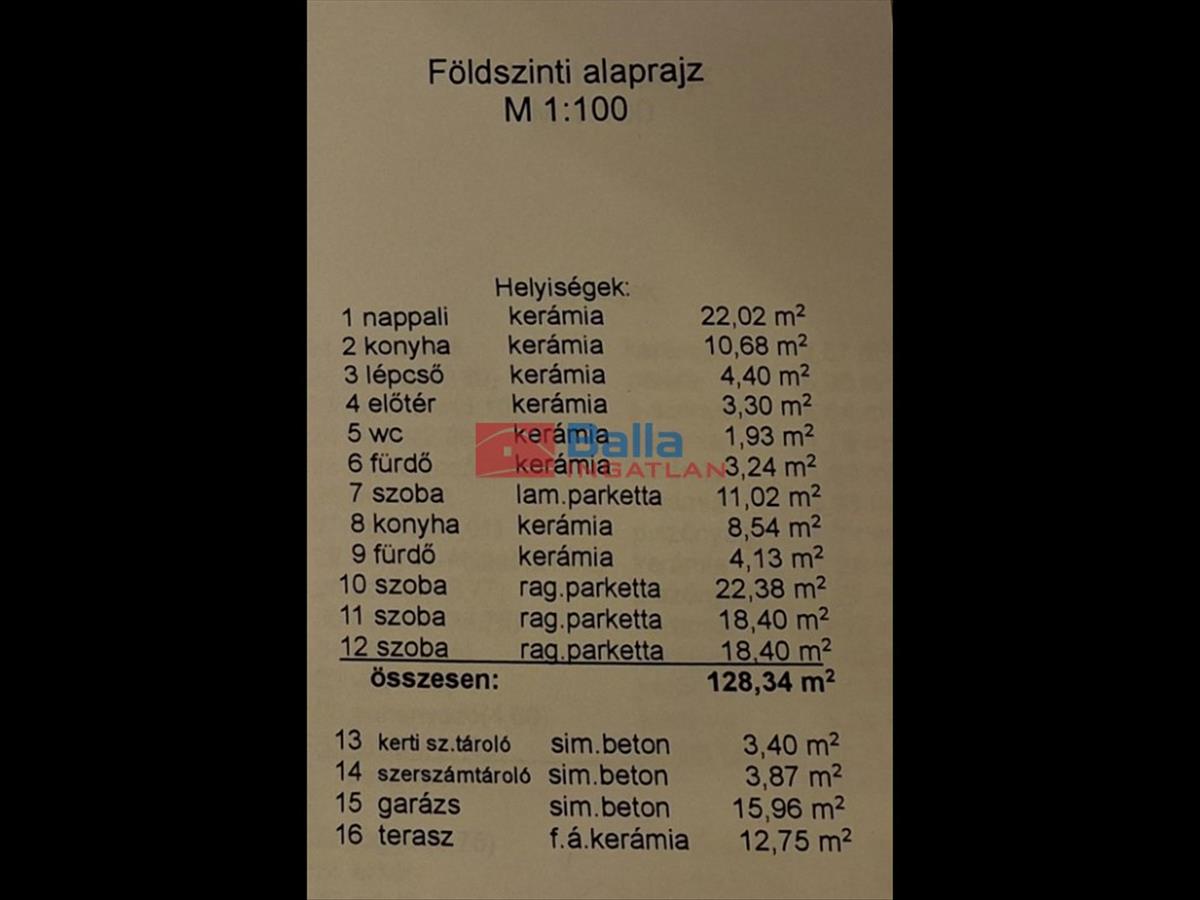 Földszinti alaprajz
M 1:100
Helyiségek:
1 nappali kerámia 22,02 m²
2 konyha kerámia 10,68 m²
3 lépcső kerámia 4,40 m²
4 előtér kerámia 3,30 m²
5 wc kerámia 1,93 m²
Balla
6 fürdő kerámia 3,24 m²
INGATLAN
7 szoba lam.parketta 11,02 m²
8 konyha kerámia 8,54 m²
9 fürdő kerámia 4,13 m²
10 szoba rag.parketta 22,38 m²
11 szoba rag.parketta 18,40 m²
12 szoba rag.parketta 18,40 m²
összesen: 128,34 m²
13 kerti sz.tároló sim.beton 3,40 m²
14 szerszámtároló sim.beton 3,87 m²
15 garázs sim.beton 15,96 m²
16 terasz f.á.kerámia 12,75 m²